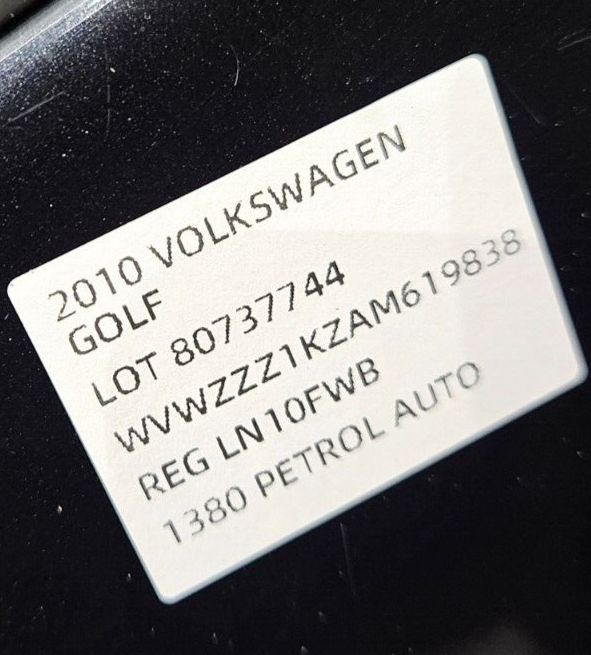 2010 VOLKSWAGEN
GOLF
LOT 80737744
WVWZZZ1KZAM619838
REG LN10FWB
1380 PETROL AUTO